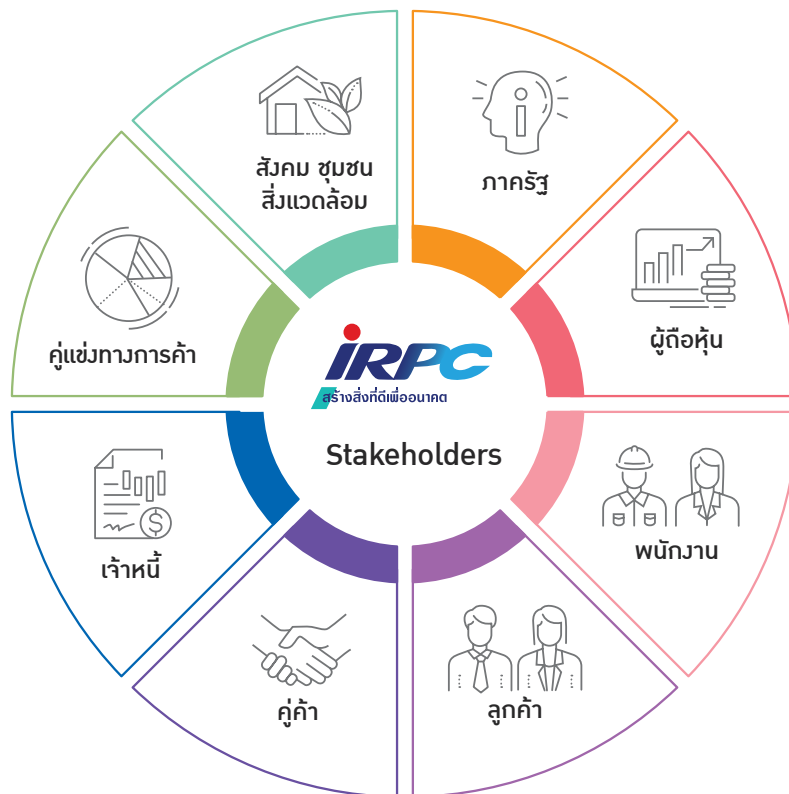 สังคม ชุมชน
สิ่งแวดล้อม
ภาครัฐ
ผู้ถือหุ้น
พนักงาน
ลูกค้า
คู่ค้า
เจ้าหนี้
คู่แข่งทางการค้า
iRPC
สร้างสิ่งที่ดีเพื่ออนาคต
Stakeholders